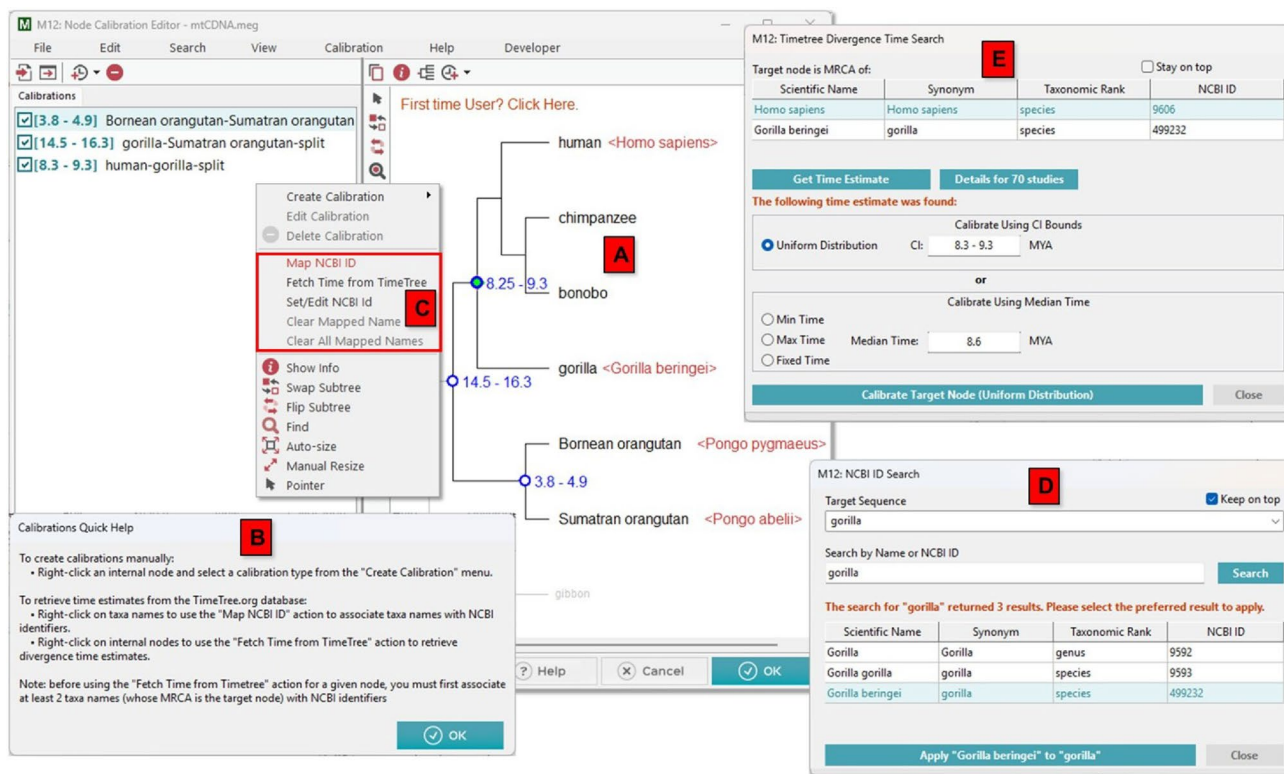 M12: Node Calibration Editor - mtCDNA.meg
File Edit Search View Calibration Help Developer
Calibrations
[3.8 - 4.9] Bornean orangutan-Sumatran orangutan
[14.5 - 16.3] gorilla-Sumatran orangutan-split
[8.3 - 9.3] human-gorilla-split
Create Calibration
Edit Calibration
Delete Calibration
Map NCBI ID
Fetch Time from TimeTree
Set/Edit NCBI Id
Clear Mapped Name
Clear All Mapped Names
C
Show Info
Swap Subtree
Flip Subtree
Find
Auto-size
Manual Resize
Pointer
First time User? Click Here.
human <Homo sapiens>
chimpanzee
A
bonobo
8.25 - 9.3
gorilla <Gorilla beringei>
14.5 - 16.3
Bornean orangutan <Pongo pygmaeus>
3.8 - 4.9
Sumatran orangutan <Pongo abelii>
gibbon
Help Cancel OK
Calibrations Quick Help
B
To create calibrations manually:
• Right-click an internal node and select a calibration type from the "Create Calibration" menu.
To retrieve time estimates from the TimeTree.org database:
• Right-click on taxa names to use the "Map NCBI ID" action to associate taxa names with NCBI
identifiers.
• Right-click on internal nodes to use the "Fetch Time from TimeTree" action to retrieve
divergence time estimates.
Note: before using the "Fetch Time from Timetree" action for a given node, you must first associate
at least 2 taxa names (whose MRCA is the target node) with NCBI identifiers
OK
M12: Timetree Divergence Time Search
E
Target node is MRCA of: Stay on top
Scientific Name Synonym Taxonomic Rank NCBI ID
Homo sapiens Homo sapiens species 9606
Gorilla beringei gorilla species 499232
Get Time Estimate Details for 70 studies
The following time estimate was found:
Calibrate Using CI Bounds
Uniform Distribution CI: 8.3 - 9.3 MYA
or
Calibrate Using Median Time
Min Time
Max Time Median Time: 8.6 MYA
Fixed Time
Calibrate Target Node (Uniform Distribution) Close
M12: NCBI ID Search
D
Target Sequence Keep on top
gorilla
Search by Name or NCBI ID
gorilla Search
The search for "gorilla" returned 3 results. Please select the preferred result to apply.
Scientific Name Synonym Taxonomic Rank NCBI ID
Gorilla Gorilla genus 9592
Gorilla gorilla gorilla species 9593
Gorilla beringei gorilla species 499232
Apply "Gorilla beringei" to "gorilla" Close